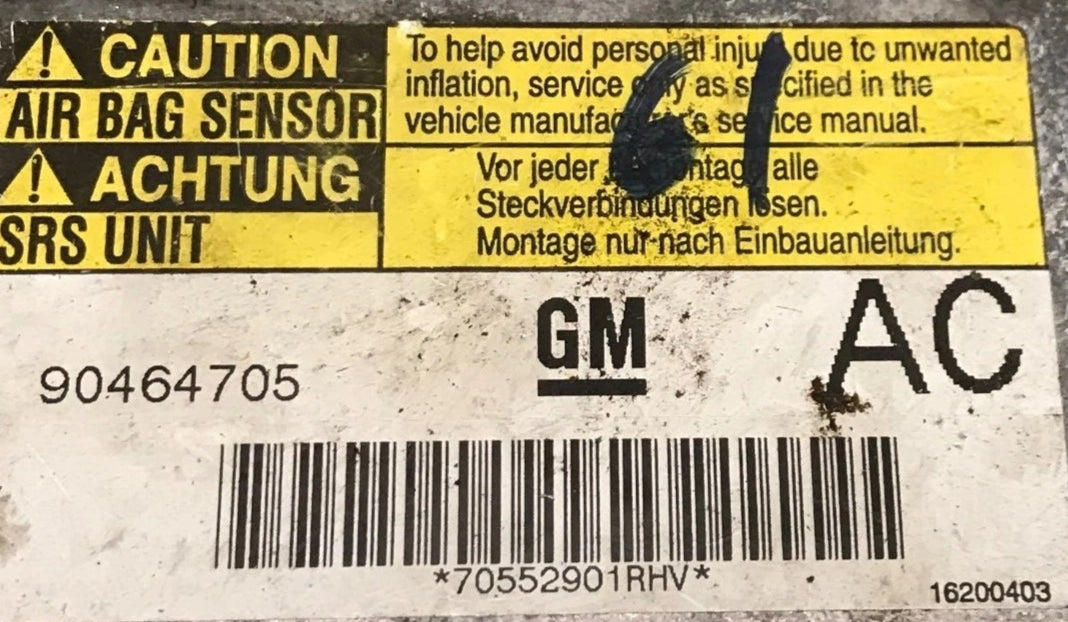 CAUTION
AIR BAG SENSOR
To help avoid personal injury due to unwanted
inflation, service only as specified in the
vehicle manufacturer's service manual.
ACHTUNG
SRS UNIT
Vor jeder Demontage alle
Steckverbindungen lösen.
Montage nur nach Einbauanleitung.
61
GM
AC
90464705
*70552901RHV*
16200403